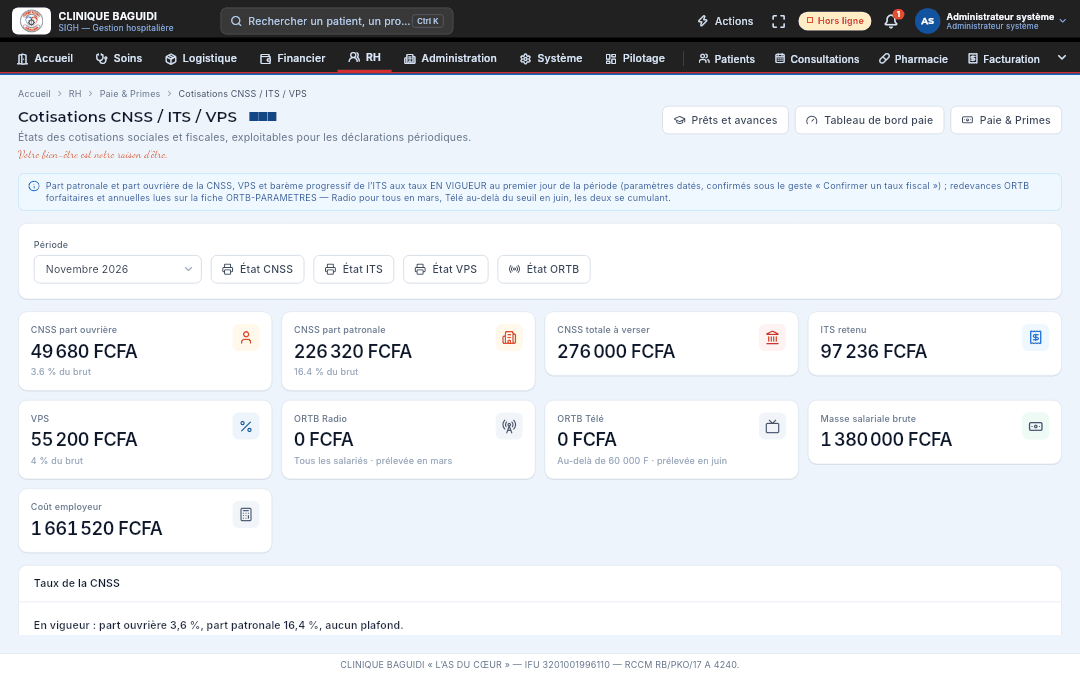 CLINIQUE BAGUIDI
SIGH — Gestion hospitalière
Rechercher un patient, un pro... Ctrl K
Actions
Hors ligne
1
AS
Administrateur système
Administrateur système
Accueil
Soins
Logistique
Financier
RH
Administration
Système
Pilotage
Patients
Consultations
Pharmacie
Facturation
Accueil > RH > Paie & Primes > Cotisations CNSS / ITS / VPS
Cotisations CNSS / ITS / VPS
États des cotisations sociales et fiscales, exploitables pour les déclarations périodiques.
Votre bien-être est notre raison d'être.
Prêts et avances
Tableau de bord paie
Paie & Primes
Part patronale et part ouvrière de la CNSS, VPS et barème progressif de l'ITS aux taux EN VIGUEUR au premier jour de la période (paramètres datés, confirmés sous le geste « Confirmer un taux fiscal ») ; redevances ORTB
forfaitaires et annuelles lues sur la fiche ORTB-PARAMETRES — Radio pour tous en mars, Télé au-delà du seuil en juin, les deux se cumulant.
Période
Novembre 2026
État CNSS
État ITS
État VPS
État ORTB
CNSS part ouvrière
49 680 FCFA
3.6 % du brut
CNSS part patronale
226 320 FCFA
16.4 % du brut
CNSS totale à verser
276 000 FCFA
ITS retenu
97 236 FCFA
VPS
55 200 FCFA
4 % du brut
ORTB Radio
0 FCFA
Tous les salariés · prélevée en mars
ORTB Télé
0 FCFA
Au-delà de 60 000 F · prélevée en juin
Masse salariale brute
1 380 000 FCFA
Coût employeur
1 661 520 FCFA
Taux de la CNSS
En vigueur : part ouvrière 3,6 %, part patronale 16,4 %, aucun plafond.
CLINIQUE BAGUIDI « L'AS DU CŒUR » — IFU 3201001996110 — RCCM RB/PKO/17 A 4240.